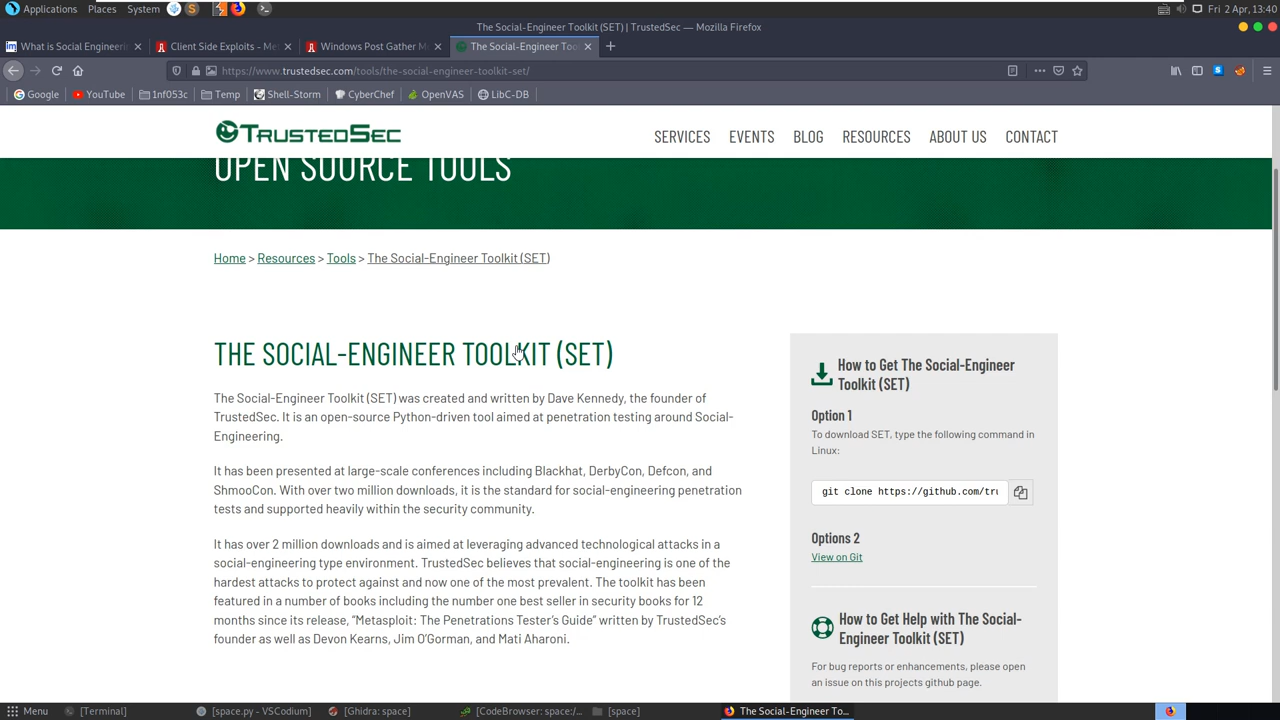 Applications Places System Fri 2 Apr, 13:40
The Social-Engineer Toolkit (SET) | TrustedSec — Mozilla Firefox
What is Social Engineerin Client Side Exploits - Me Windows Post Gather M The Social-Engineer Too
https://www.trustedsec.com/tools/the-social-engineer-toolkit-set/
Google YouTube 1nf053c Temp Shell-Storm CyberChef OpenVAS LibC-DB
TRUSTEDSEC SERVICES EVENTS BLOG RESOURCES ABOUT US CONTACT
OPEN SOURCE TOOLS
Home > Resources > Tools > The Social-Engineer Toolkit (SET)
THE SOCIAL-ENGINEER TOOLKIT (SET)
The Social-Engineer Toolkit (SET) was created and written by Dave Kennedy, the founder of
TrustedSec. It is an open-source Python-driven tool aimed at penetration testing around Social-
Engineering.
It has been presented at large-scale conferences including Blackhat, DerbyCon, Defcon, and
ShmooCon. With over two million downloads, it is the standard for social-engineering penetration
tests and supported heavily within the security community.
It has over 2 million downloads and is aimed at leveraging advanced technological attacks in a
social-engineering type environment. TrustedSec believes that social-engineering is one of the
hardest attacks to protect against and now one of the most prevalent. The toolkit has been
featured in a number of books including the number one best seller in security books for 12
months since its release, “Metasploit: The Penetrations Tester’s Guide” written by TrustedSec’s
founder as well as Devon Kearns, Jim O’Gorman, and Mati Aharoni.
How to Get The Social-Engineer
Toolkit (SET)
Option 1
To download SET, type the following command in
Linux:
git clone https://github.com/tru
Options 2
View on Git
How to Get Help with The Social-
Engineer Toolkit (SET)
For bug reports or enhancements, please open
an issue on this projects github page.
Menu [Terminal] [space.py - VSCodium] [Ghidra: space] [CodeBrowser: space:/... [space] The Social-Engineer To...